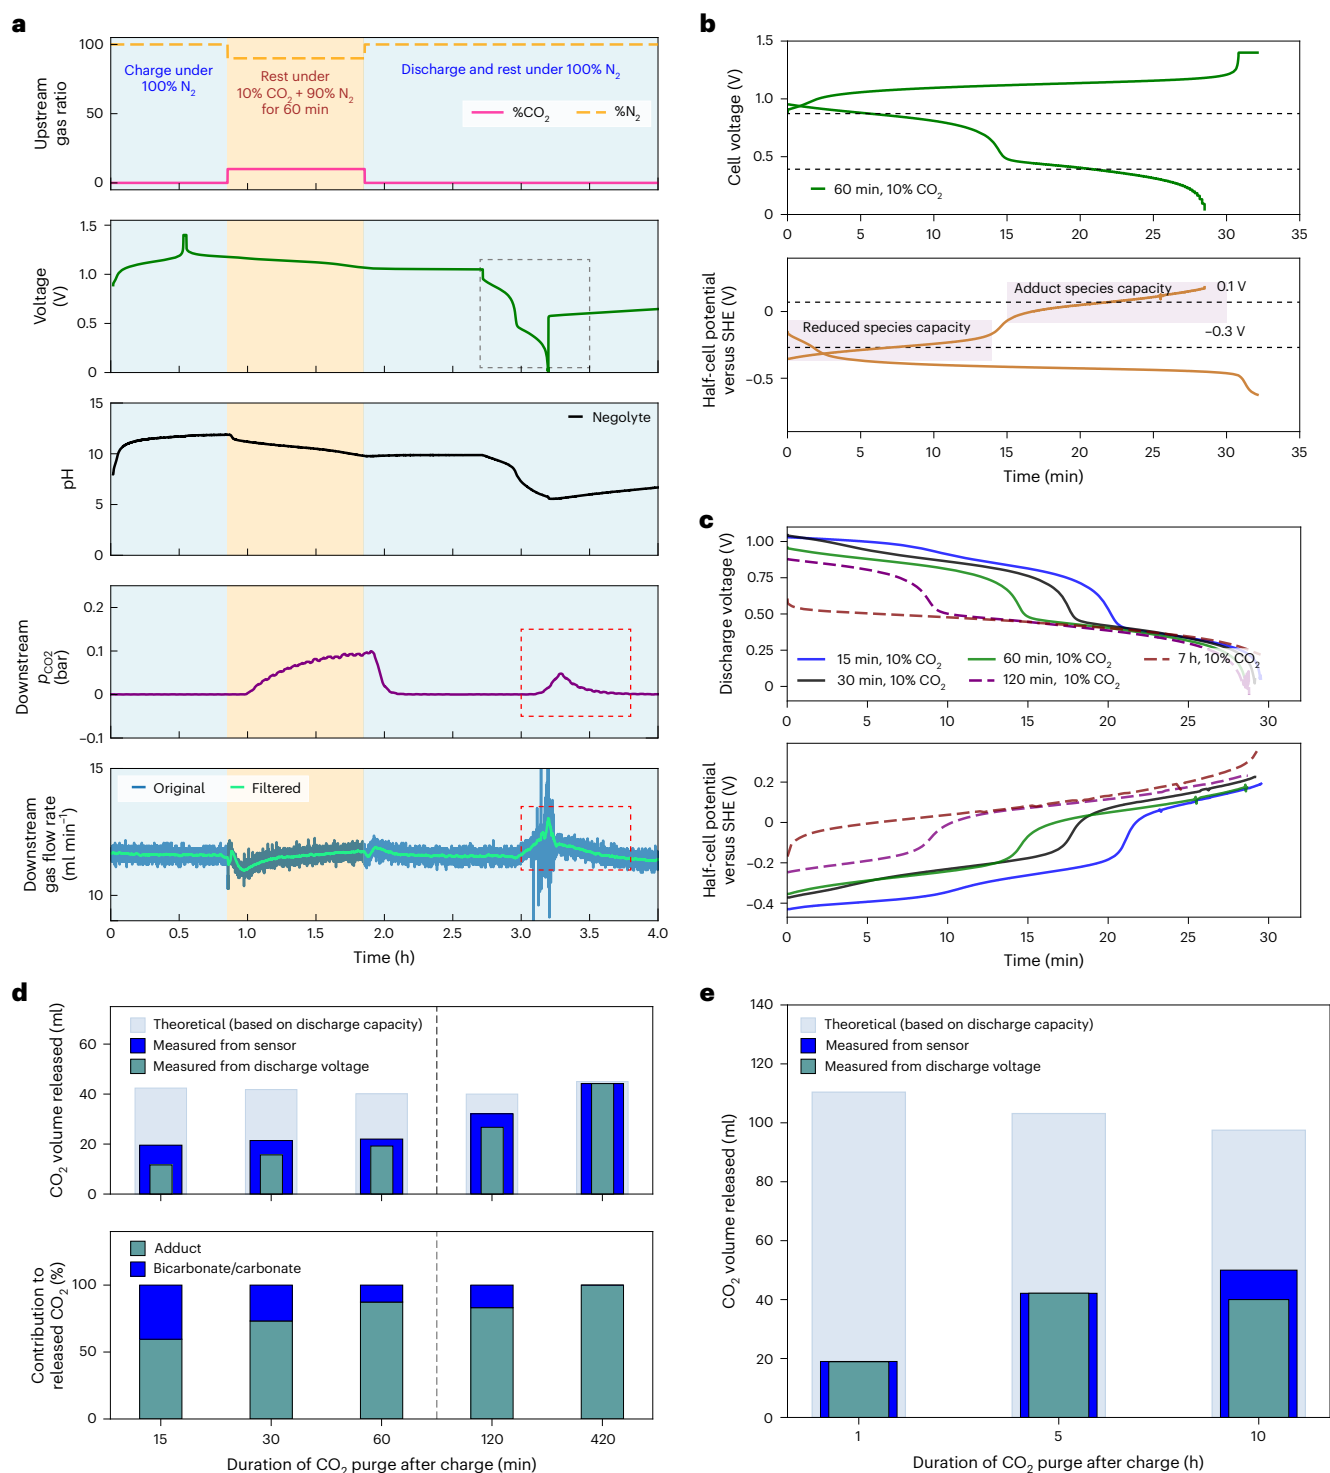 a
Upstream
gas ratio
100
50
0
Charge under
100% N2
Rest under
10% CO2 + 90% N2
for 60 min
Discharge and rest under 100% N2
%CO2
%N2
Voltage
(V)
1.5
1.0
0.5
0
pH
15
10
5
0
Negolyte
Downstream
pCO2
(bar)
0.2
0.1
0
−0.1
Downstream
gas flow rate
(ml min−1)
15
10
Original
Filtered
0
0.5
1.0
1.5
2.0
2.5
3.0
3.5
4.0
Time (h)
b
Cell voltage (V)
1.5
1.0
0.5
0
60 min, 10% CO2
0
5
10
15
20
25
30
35
Half-cell potential
versus SHE (V)
0
−0.5
Adduct species capacity
0.1 V
Reduced species capacity
−0.3 V
0
5
10
15
20
25
30
35
Time (min)
c
Discharge voltage (V)
1.00
0.75
0.50
0.25
0
15 min, 10% CO2
30 min, 10% CO2
60 min, 10% CO2
120 min, 10% CO2
7 h, 10% CO2
0
5
10
15
20
25
30
Half-cell potential
versus SHE (V)
0.2
0
−0.2
−0.4
0
5
10
15
20
25
30
Time (min)
d
CO2 volume released (ml)
60
40
20
0
Theoretical (based on discharge capacity)
Measured from sensor
Measured from discharge voltage
Contribution to
released CO2 (%)
100
50
0
Adduct
Bicarbonate/carbonate
15
30
60
120
420
Duration of CO2 purge after charge (min)
e
CO2 volume released (ml)
140
120
100
80
60
40
20
0
Theoretical (based on discharge capacity)
Measured from sensor
Measured from discharge voltage
1
5
10
Duration of CO2 purge after charge (h)